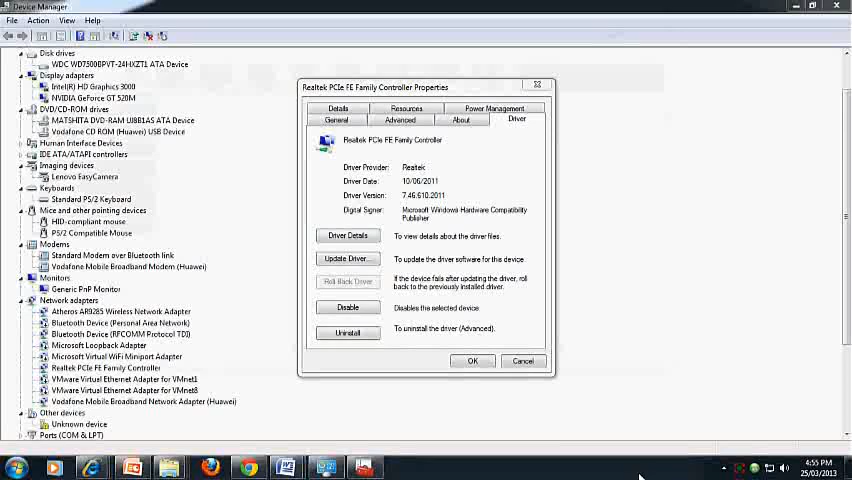 Device Manager
File Action View Help
Disk drives
WDC WD7500BPVT-24HXZT1 ATA Device
Display adapters
Intel(R) HD Graphics 3000
NVIDIA GeForce GT 520M
DVD/CD-ROM drives
MATSHITA DVD-RAM UJ8B1AS ATA Device
Vodafone CD ROM (Huawei) USB Device
Human Interface Devices
IDE ATA/ATAPI controllers
Imaging devices
Lenovo EasyCamera
Keyboards
Standard PS/2 Keyboard
Mice and other pointing devices
HID-compliant mouse
PS/2 Compatible Mouse
Modems
Standard Modem over Bluetooth link
Vodafone Mobile Broadband Modem (Huawei)
Monitors
Generic PnP Monitor
Network adapters
Atheros AR9285 Wireless Network Adapter
Bluetooth Device (Personal Area Network)
Bluetooth Device (RFCOMM Protocol TDI)
Microsoft Loopback Adapter
Microsoft Virtual WiFi Miniport Adapter
Realtek PCIe FE Family Controller
VMware Virtual Ethernet Adapter for VMnet1
VMware Virtual Ethernet Adapter for VMnet8
Vodafone Mobile Broadband Network Adapter (Huawei)
Other devices
Unknown device
Ports (COM & LPT)
Realtek PCIe FE Family Controller Properties
Details Resources Power Management
General Advanced About Driver
Realtek PCIe FE Family Controller
Driver Provider: Realtek
Driver Date: 10/06/2011
Driver Version: 7.46.610.2011
Digital Signer: Microsoft Windows Hardware Compatibility
Publisher
Driver Details To view details about the driver files.
Update Driver... To update the driver software for this device.
Roll Back Driver If the device fails after updating the driver, roll
back to the previously installed driver.
Disable Disables the selected device.
Uninstall To uninstall the driver (Advanced).
OK Cancel
4:55 PM
25/03/2013